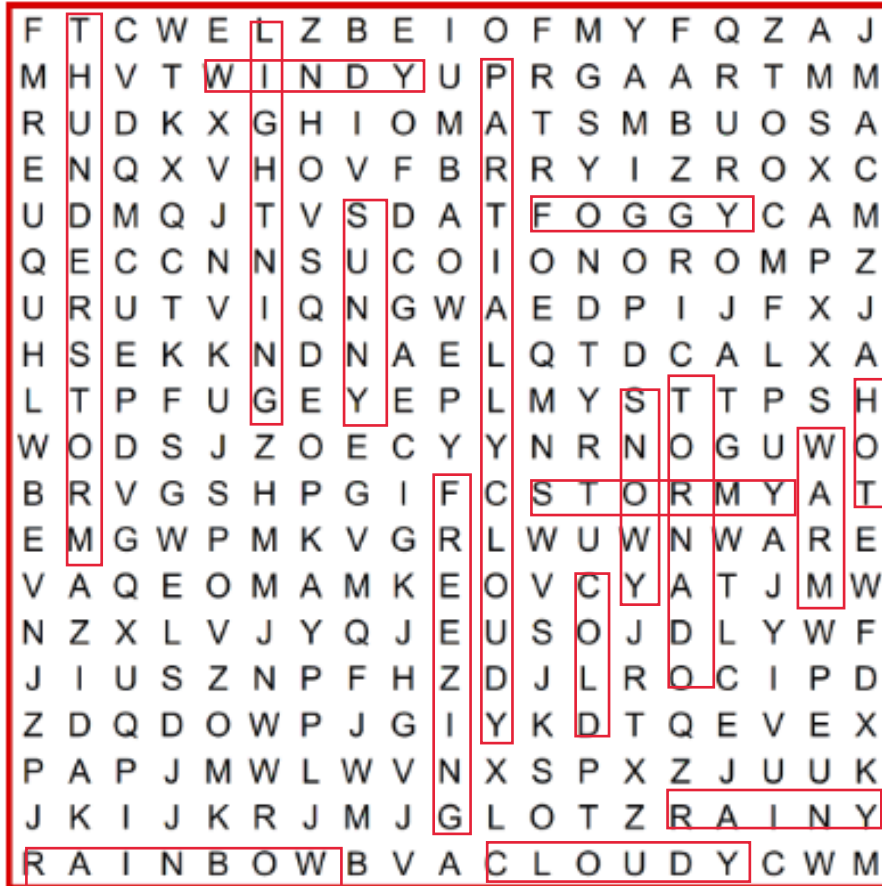 F T C W E L Z B E I O F M Y F Q Z A J
M H V T W I N D Y U P R G A A R T M M
R U D K X G H I O M A T S M B U O S A
E N Q X V H O V F B R R Y I Z R O X C
U D M Q J T V S D A T F O G G Y C A M
Q E C C N N S U C O I O N O R O M P Z
U R U T V I Q N G W A E D P I J F X J
H S E K K N D N A E L Q T D C A L X A
L T P F U G E Y E P L M Y S T T P S H
W O D S J Z O E C Y Y N R N O G U W O
B R V G S H P G I F C S T O R M Y A T
E M G W P M K V G R L W U W N W A R E
V A Q E O M A M K E O V C Y A T J M W
N Z X L V J Y Q J E U S O J D L Y W F
J I U S Z N P F H Z D J L R O C I P D
Z D Q D O W P J G I Y K D T Q E V E X
P A P J M W L W V N X S P X Z J U U K
J K I J K R J M J G L O T Z R A I N Y
R A I N B O W B V A C L O U D Y C W M